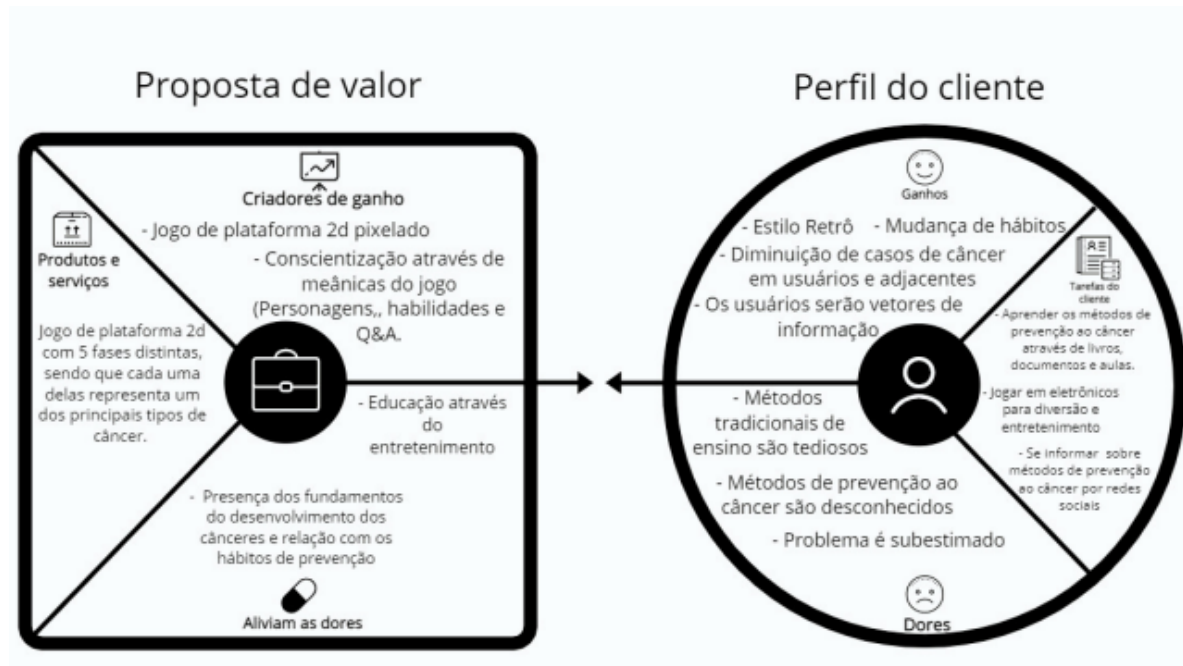 Proposta de valor
Criadores de ganho
- Jogo de plataforma 2d pixelado
- Conscientização através de
meânicas do jogo
(Personagens,, habilidades e
Q&A.
Produtos e
serviços
Jogo de plataforma 2d
com 5 fases distintas,
sendo que cada uma
delas representa um
dos principais tipos de
câncer.
- Educação através
do
entretenimento
- Presença dos fundamentos
do desenvolvimento dos
cânceres e relação com os
hábitos de prevenção
Aliviam as dores
Perfil do cliente
Ganhos
- Estilo Retrô - Mudança de hábitos
- Diminuição de casos de câncer
em usuários e adjacentes
- Os usuários serão vetores de
informação
Tarefas do
cliente
- Aprender os métodos de
prevenção ao câncer
através de livros,
documentos e aulas.
- Jogar em eletrônicos
para diversão e
entretenimento
- Se informar sobre
métodos de prevenção
ao câncer por redes
sociais
- Métodos
tradicionais de
ensino são tediosos
- Métodos de prevenção ao
câncer são desconhecidos
- Problema é subestimado
Dores